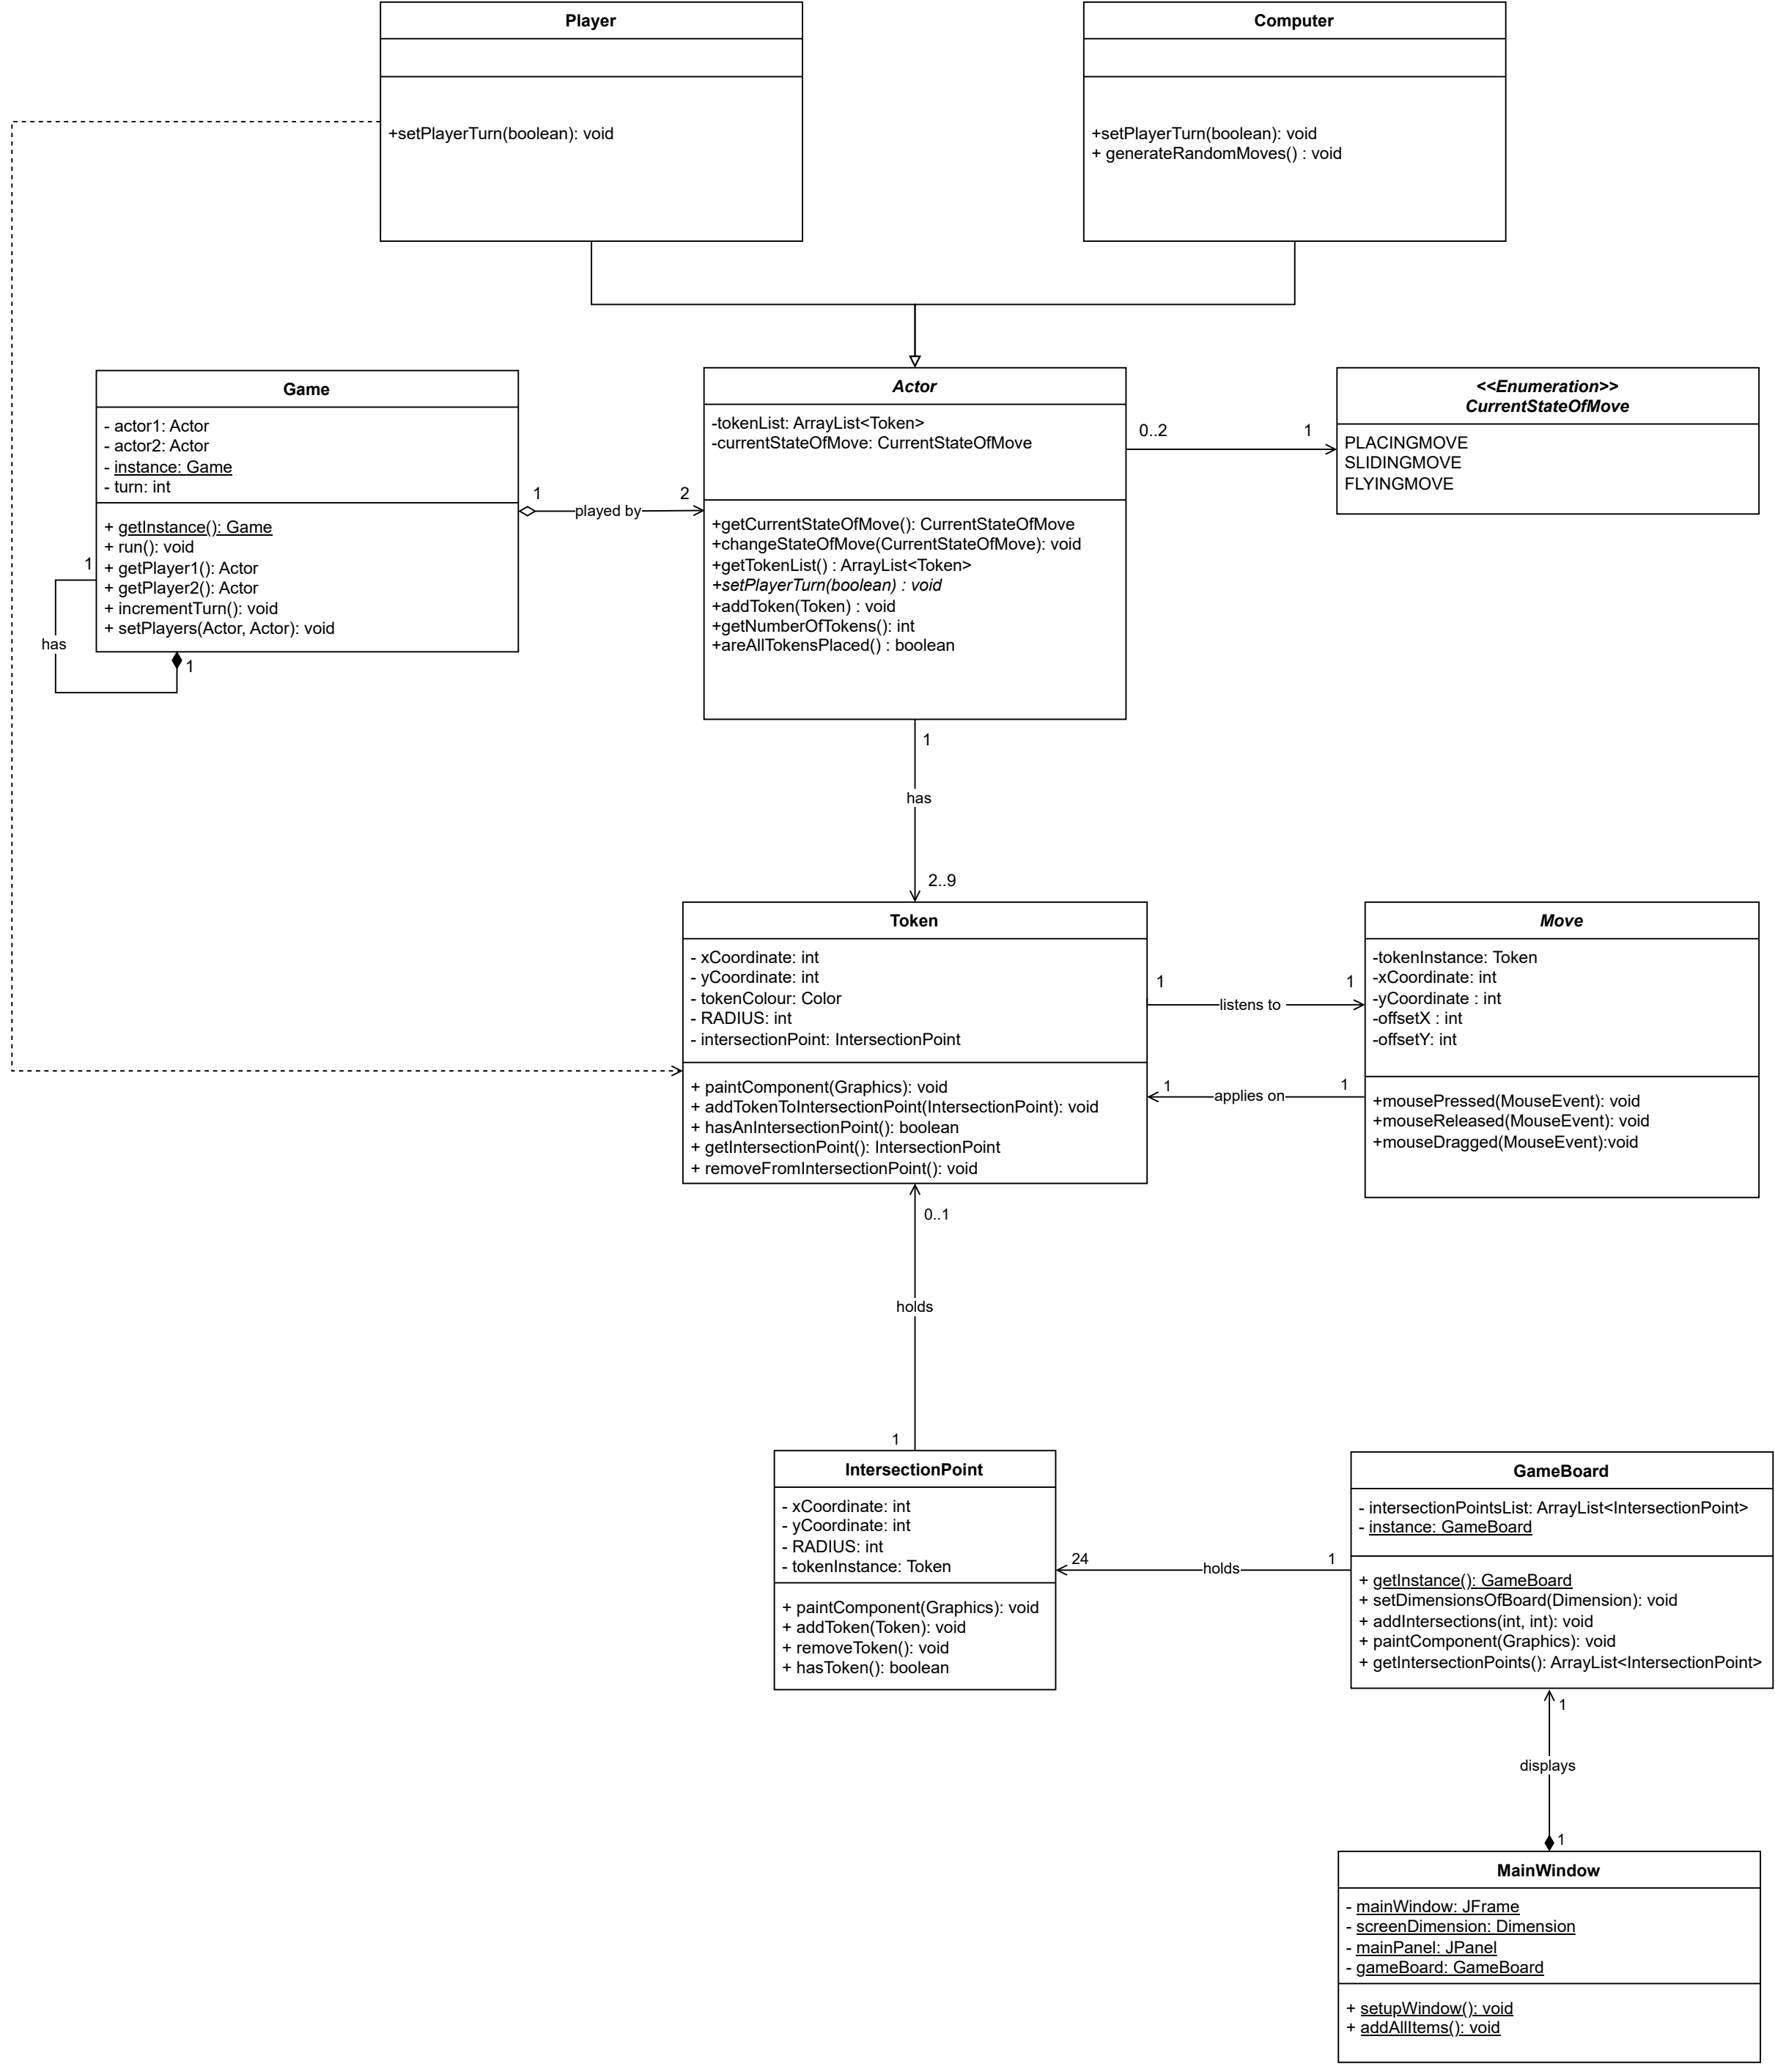 Player
+setPlayerTurn(boolean): void
Computer
+setPlayerTurn(boolean): void
+ generateRandomMoves() : void
Game
- actor1: Actor
- actor2: Actor
- instance: Game
- turn: int
+ getInstance(): Game
+ run(): void
+ getPlayer1(): Actor
+ getPlayer2(): Actor
+ incrementTurn(): void
+ setPlayers(Actor, Actor): void
1
has
1
1
played by
2
Actor
-tokenList: ArrayList<Token>
-currentStateOfMove: CurrentStateOfMove
+getCurrentStateOfMove(): CurrentStateOfMove
+changeStateOfMove(CurrentStateOfMove): void
+getTokenList() : ArrayList<Token>
+setPlayerTurn(boolean) : void
+addToken(Token) : void
+getNumberOfTokens(): int
+areAllTokensPlaced() : boolean
0..2
1
<<Enumeration>>
CurrentStateOfMove
PLACINGMOVE
SLIDINGMOVE
FLYINGMOVE
1
has
2..9
Token
- xCoordinate: int
- yCoordinate: int
- tokenColour: Color
- RADIUS: int
- intersectionPoint: IntersectionPoint
+ paintComponent(Graphics): void
+ addTokenToIntersectionPoint(IntersectionPoint): void
+ hasAnIntersectionPoint(): boolean
+ getIntersectionPoint(): IntersectionPoint
+ removeFromIntersectionPoint(): void
1
listens to
1
1
applies on
1
Move
-tokenInstance: Token
-xCoordinate: int
-yCoordinate : int
-offsetX : int
-offsetY: int
+mousePressed(MouseEvent): void
+mouseReleased(MouseEvent): void
+mouseDragged(MouseEvent):void
0..1
holds
1
IntersectionPoint
- xCoordinate: int
- yCoordinate: int
- RADIUS: int
- tokenInstance: Token
+ paintComponent(Graphics): void
+ addToken(Token): void
+ removeToken(): void
+ hasToken(): boolean
24
holds
1
GameBoard
- intersectionPointsList: ArrayList<IntersectionPoint>
- instance: GameBoard
+ getInstance(): GameBoard
+ setDimensionsOfBoard(Dimension): void
+ addIntersections(int, int): void
+ paintComponent(Graphics): void
+ getIntersectionPoints(): ArrayList<IntersectionPoint>
1
displays
1
MainWindow
- mainWindow: JFrame
- screenDimension: Dimension
- mainPanel: JPanel
- gameBoard: GameBoard
+ setupWindow(): void
+ addAllItems(): void